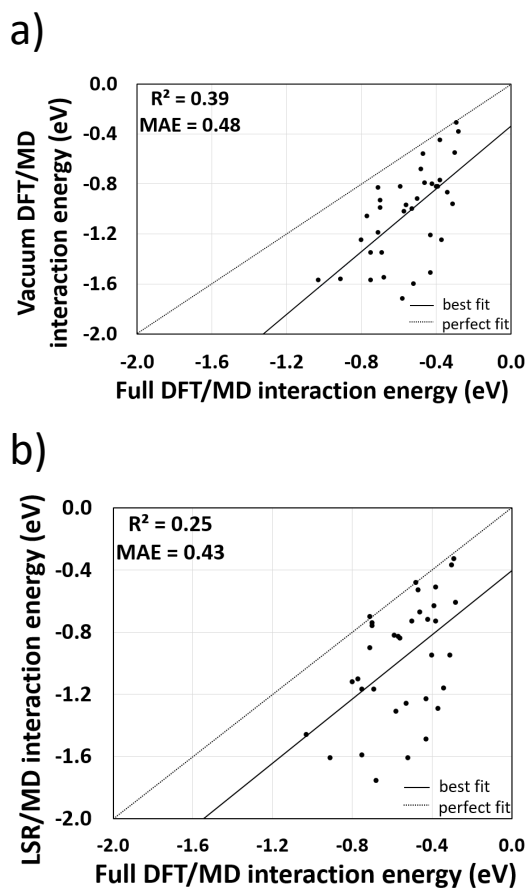 a)
Vacuum DFT/MD
interaction energy (eV)
0.0
-0.4
-0.8
-1.2
-1.6
-2.0
R² = 0.39
MAE = 0.48
best fit
perfect fit
-2.0 -1.6 -1.2 -0.8 -0.4 0.0
Full DFT/MD interaction energy (eV)
b)
LSR/MD interaction energy (eV)
0.0
-0.4
-0.8
-1.2
-1.6
-2.0
R² = 0.25
MAE = 0.43
best fit
perfect fit
-2.0 -1.6 -1.2 -0.8 -0.4 0.0
Full DFT/MD interaction energy (eV)